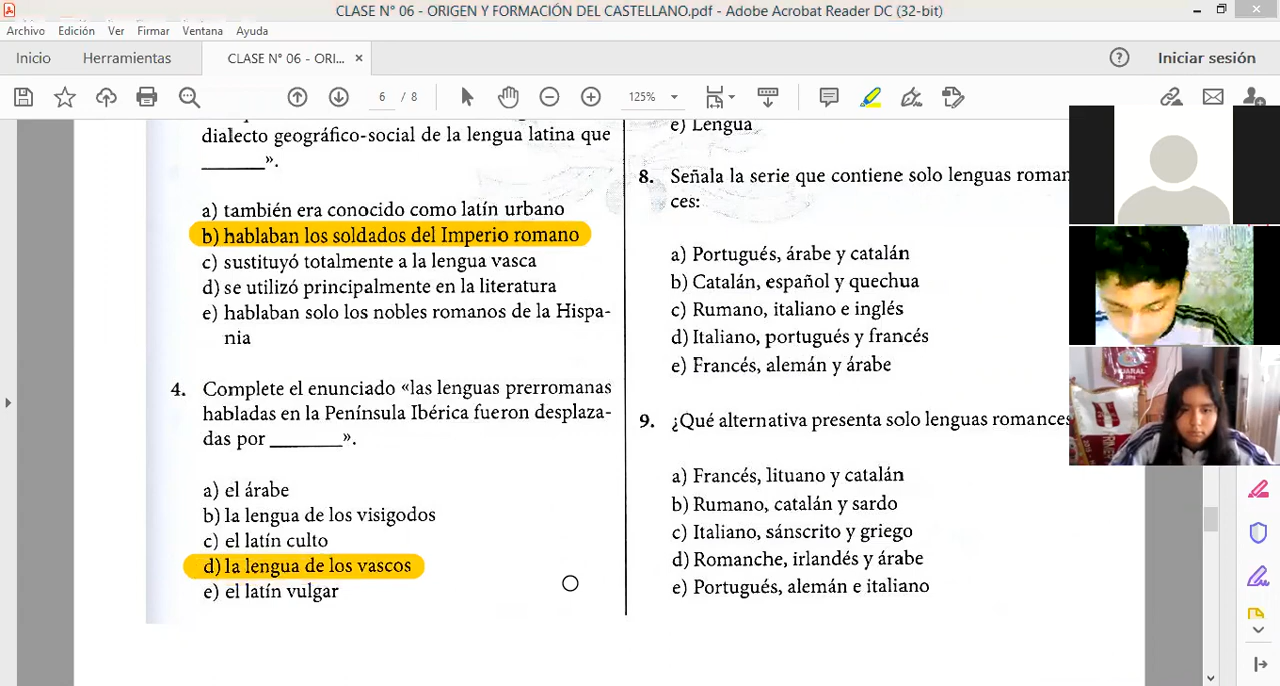 CLASE N° 06 - ORIGEN Y FORMACIÓN DEL CASTELLANO.pdf - Adobe Acrobat Reader DC (32-bit)
Archivo Edición Ver Firmar Ventana Ayuda
Inicio Herramientas CLASE N° 06 - ORI... × Iniciar sesión
6 / 8 125%
dialecto geográfico-social de la lengua latina que
______».
a) también era conocido como latín urbano
b) hablaban los soldados del Imperio romano
c) sustituyó totalmente a la lengua vasca
d) se utilizó principalmente en la literatura
e) hablaban solo los nobles romanos de la Hispa-
nia
4. Complete el enunciado «las lenguas prerromanas
habladas en la Península Ibérica fueron desplaza-
das por ______».
a) el árabe
b) la lengua de los visigodos
c) el latín culto
d) la lengua de los vascos
e) el latín vulgar
e) Lengua
8. Señala la serie que contiene solo lenguas roman
ces:
a) Portugués, árabe y catalán
b) Catalán, español y quechua
c) Rumano, italiano e inglés
d) Italiano, portugués y francés
e) Francés, alemán y árabe
9. ¿Qué alternativa presenta solo lenguas romances
a) Francés, lituano y catalán
b) Rumano, catalán y sardo
c) Italiano, sánscrito y griego
d) Romanche, irlandés y árabe
e) Portugués, alemán e italiano